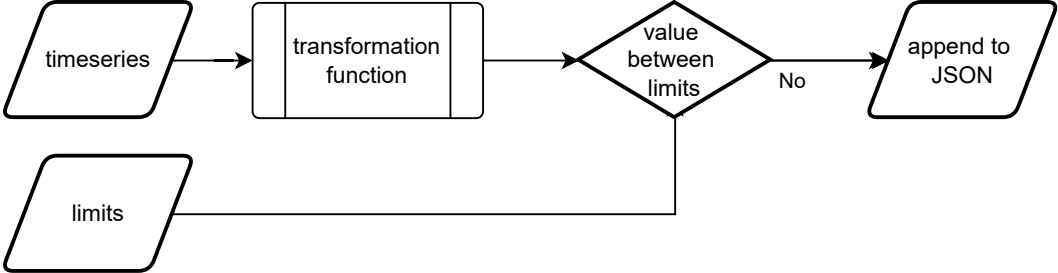 timeseries
transformation
function
value
between
limits
No
append to
JSON
limits